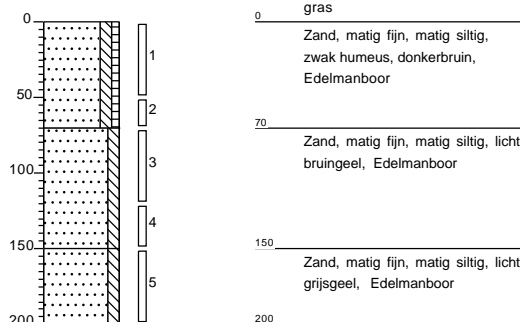 0
50
100
150
200
1
2
3
4
5
gras
0
Zand, matig fijn, matig siltig,
zwak humeus, donkerbruin,
Edelmanboor
70
Zand, matig fijn, matig siltig, licht
bruingeel, Edelmanboor
150
Zand, matig fijn, matig siltig, licht
grijsgeel, Edelmanboor
200